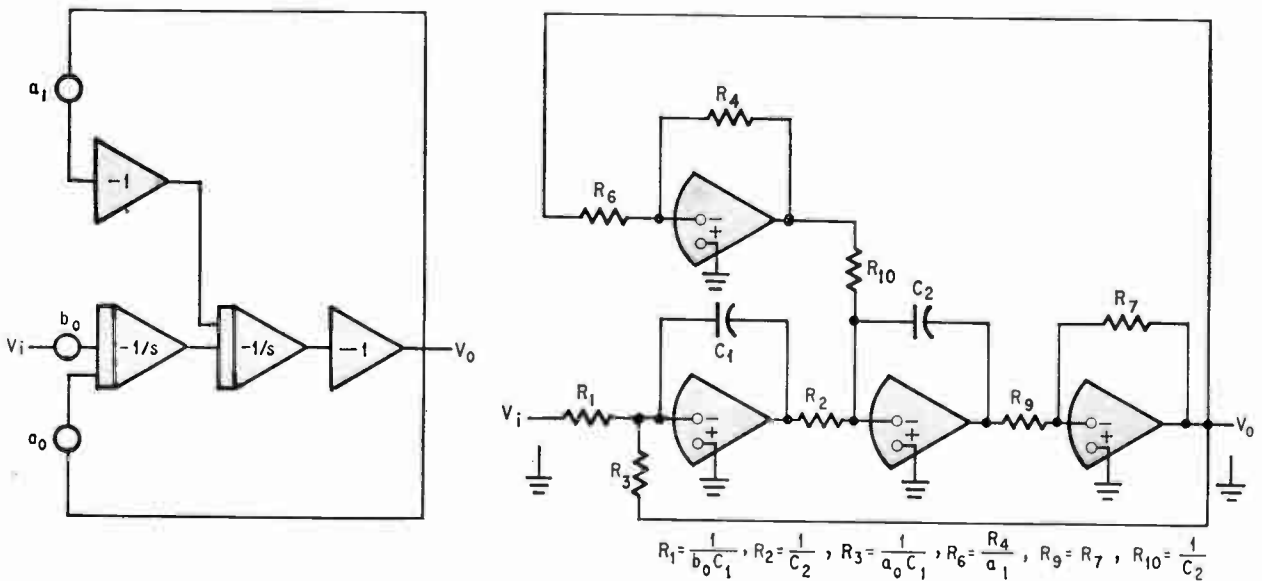 a₁
−1
b₀
Vᵢ
−1/s
−1/s
−1
V₀
a₀
R₄
R₆
−
+
R₁₀
C₁
C₂
R₇
Vᵢ
R₁
−
+
R₂
−
+
R₉
−
+
V₀
R₃
R₁ = 1/(b₀C₁) , R₂ = 1/C₂ , R₃ = 1/(a₀C₁) , R₆ = R₄/a₁ , R₉ = R₇ , R₁₀ = 1/C₂